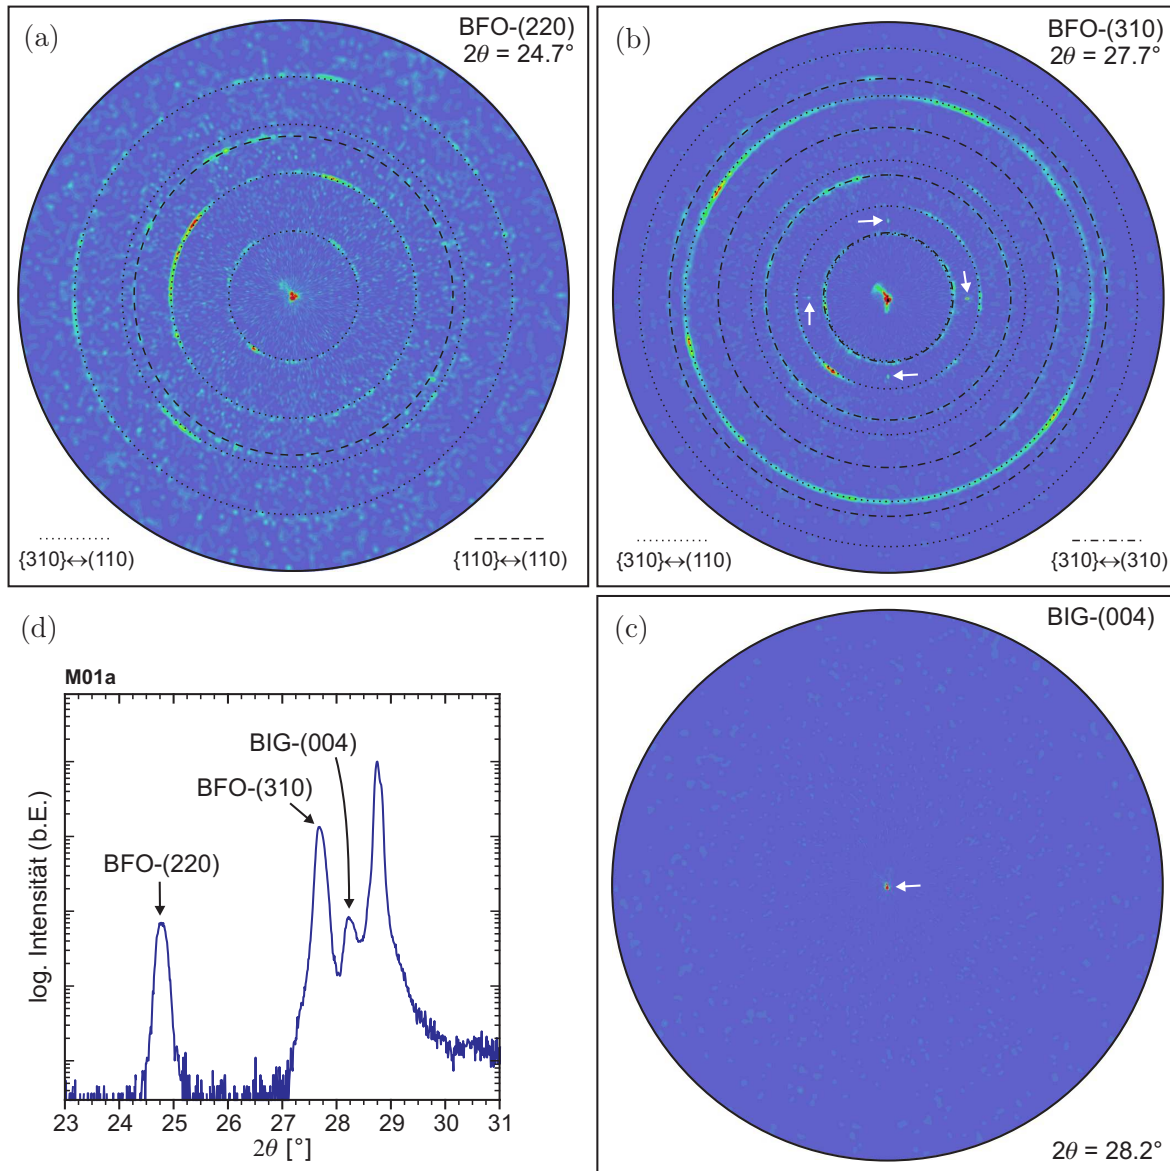 (a)
BFO-(220)
2θ = 24.7°
{310}↔(110)
{110}↔(110)
(b)
BFO-(310)
2θ = 27.7°
{310}↔(110)
{310}↔(310)
(d)
M01a
log. Intensität (b.E.)
BFO-(220)
BFO-(310)
BIG-(004)
23 24 25 26 27 28 29 30 31
2θ [°]
(c)
BIG-(004)
2θ = 28.2°